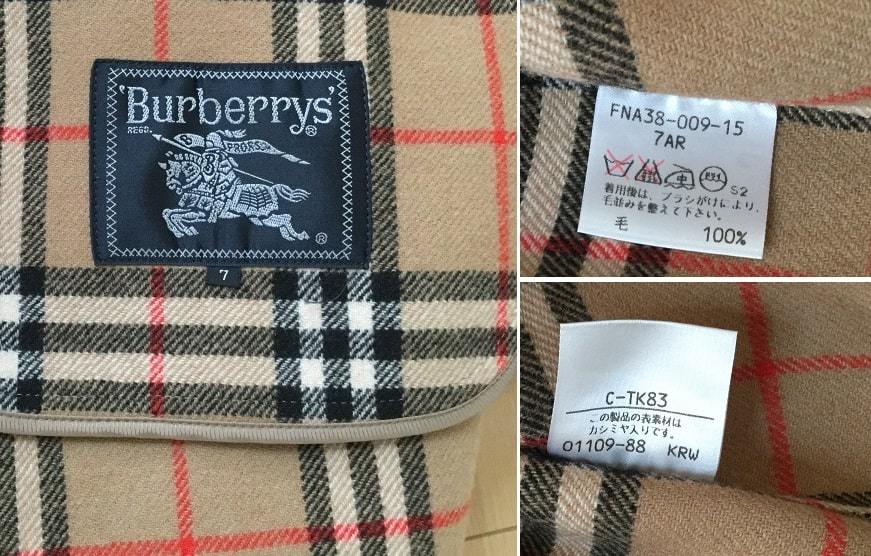 'Burberrys'®
REGD.
PRORSUM
®
7
FNA38-009-15
7AR
中 S2
着用後は、ブラシがけにより、
毛並みを整えて下さい。
毛 100%
C-TK83
この製品の表素材は
カシミヤ入りです。
01109-88 KRW